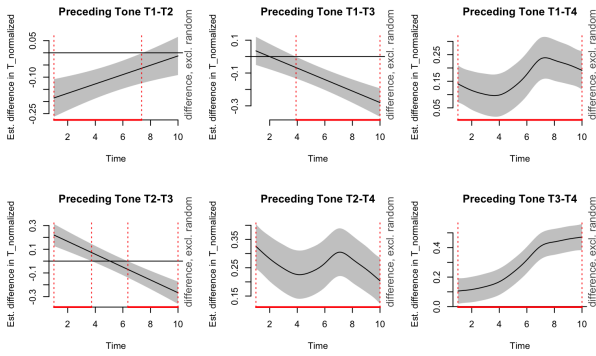 Preceding Tone T1-T2
Est. difference in T_normalized
0.05
-0.10
-0.25
2 4 6 8 10
Time
difference, excl. random
Preceding Tone T1-T3
Est. difference in T_normalized
0.1
-0.1
-0.3
2 4 6 8 10
Time
difference, excl. random
Preceding Tone T1-T4
Est. difference in T_normalized
0.25
0.15
0.05
2 4 6 8 10
Time
difference, excl. random
Preceding Tone T2-T3
Est. difference in T_normalized
0.3
0.1
-0.1
-0.3
2 4 6 8 10
Time
difference, excl. random
Preceding Tone T2-T4
Est. difference in T_normalized
0.35
0.25
0.15
2 4 6 8 10
Time
difference, excl. random
Preceding Tone T3-T4
Est. difference in T_normalized
0.4
0.2
0.0
2 4 6 8 10
Time
difference, excl. random